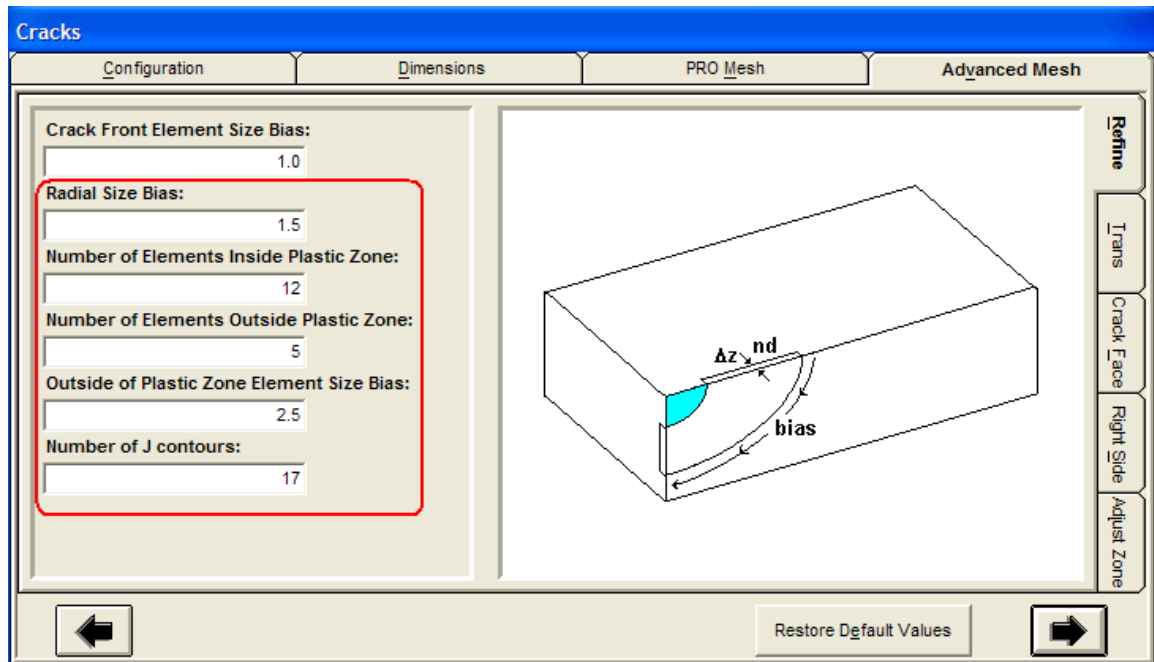 Cracks
Configuration
Dimensions
PRO Mesh
Advanced Mesh
Crack Front Element Size Bias:
1.0
Radial Size Bias:
1.5
Number of Elements Inside Plastic Zone:
12
Number of Elements Outside Plastic Zone:
5
Outside of Plastic Zone Element Size Bias:
2.5
Number of J contours:
17
Δz
nd
bias
Refine
Trans
Crack Face
Right Side
Adjust Zone
Restore Default Values